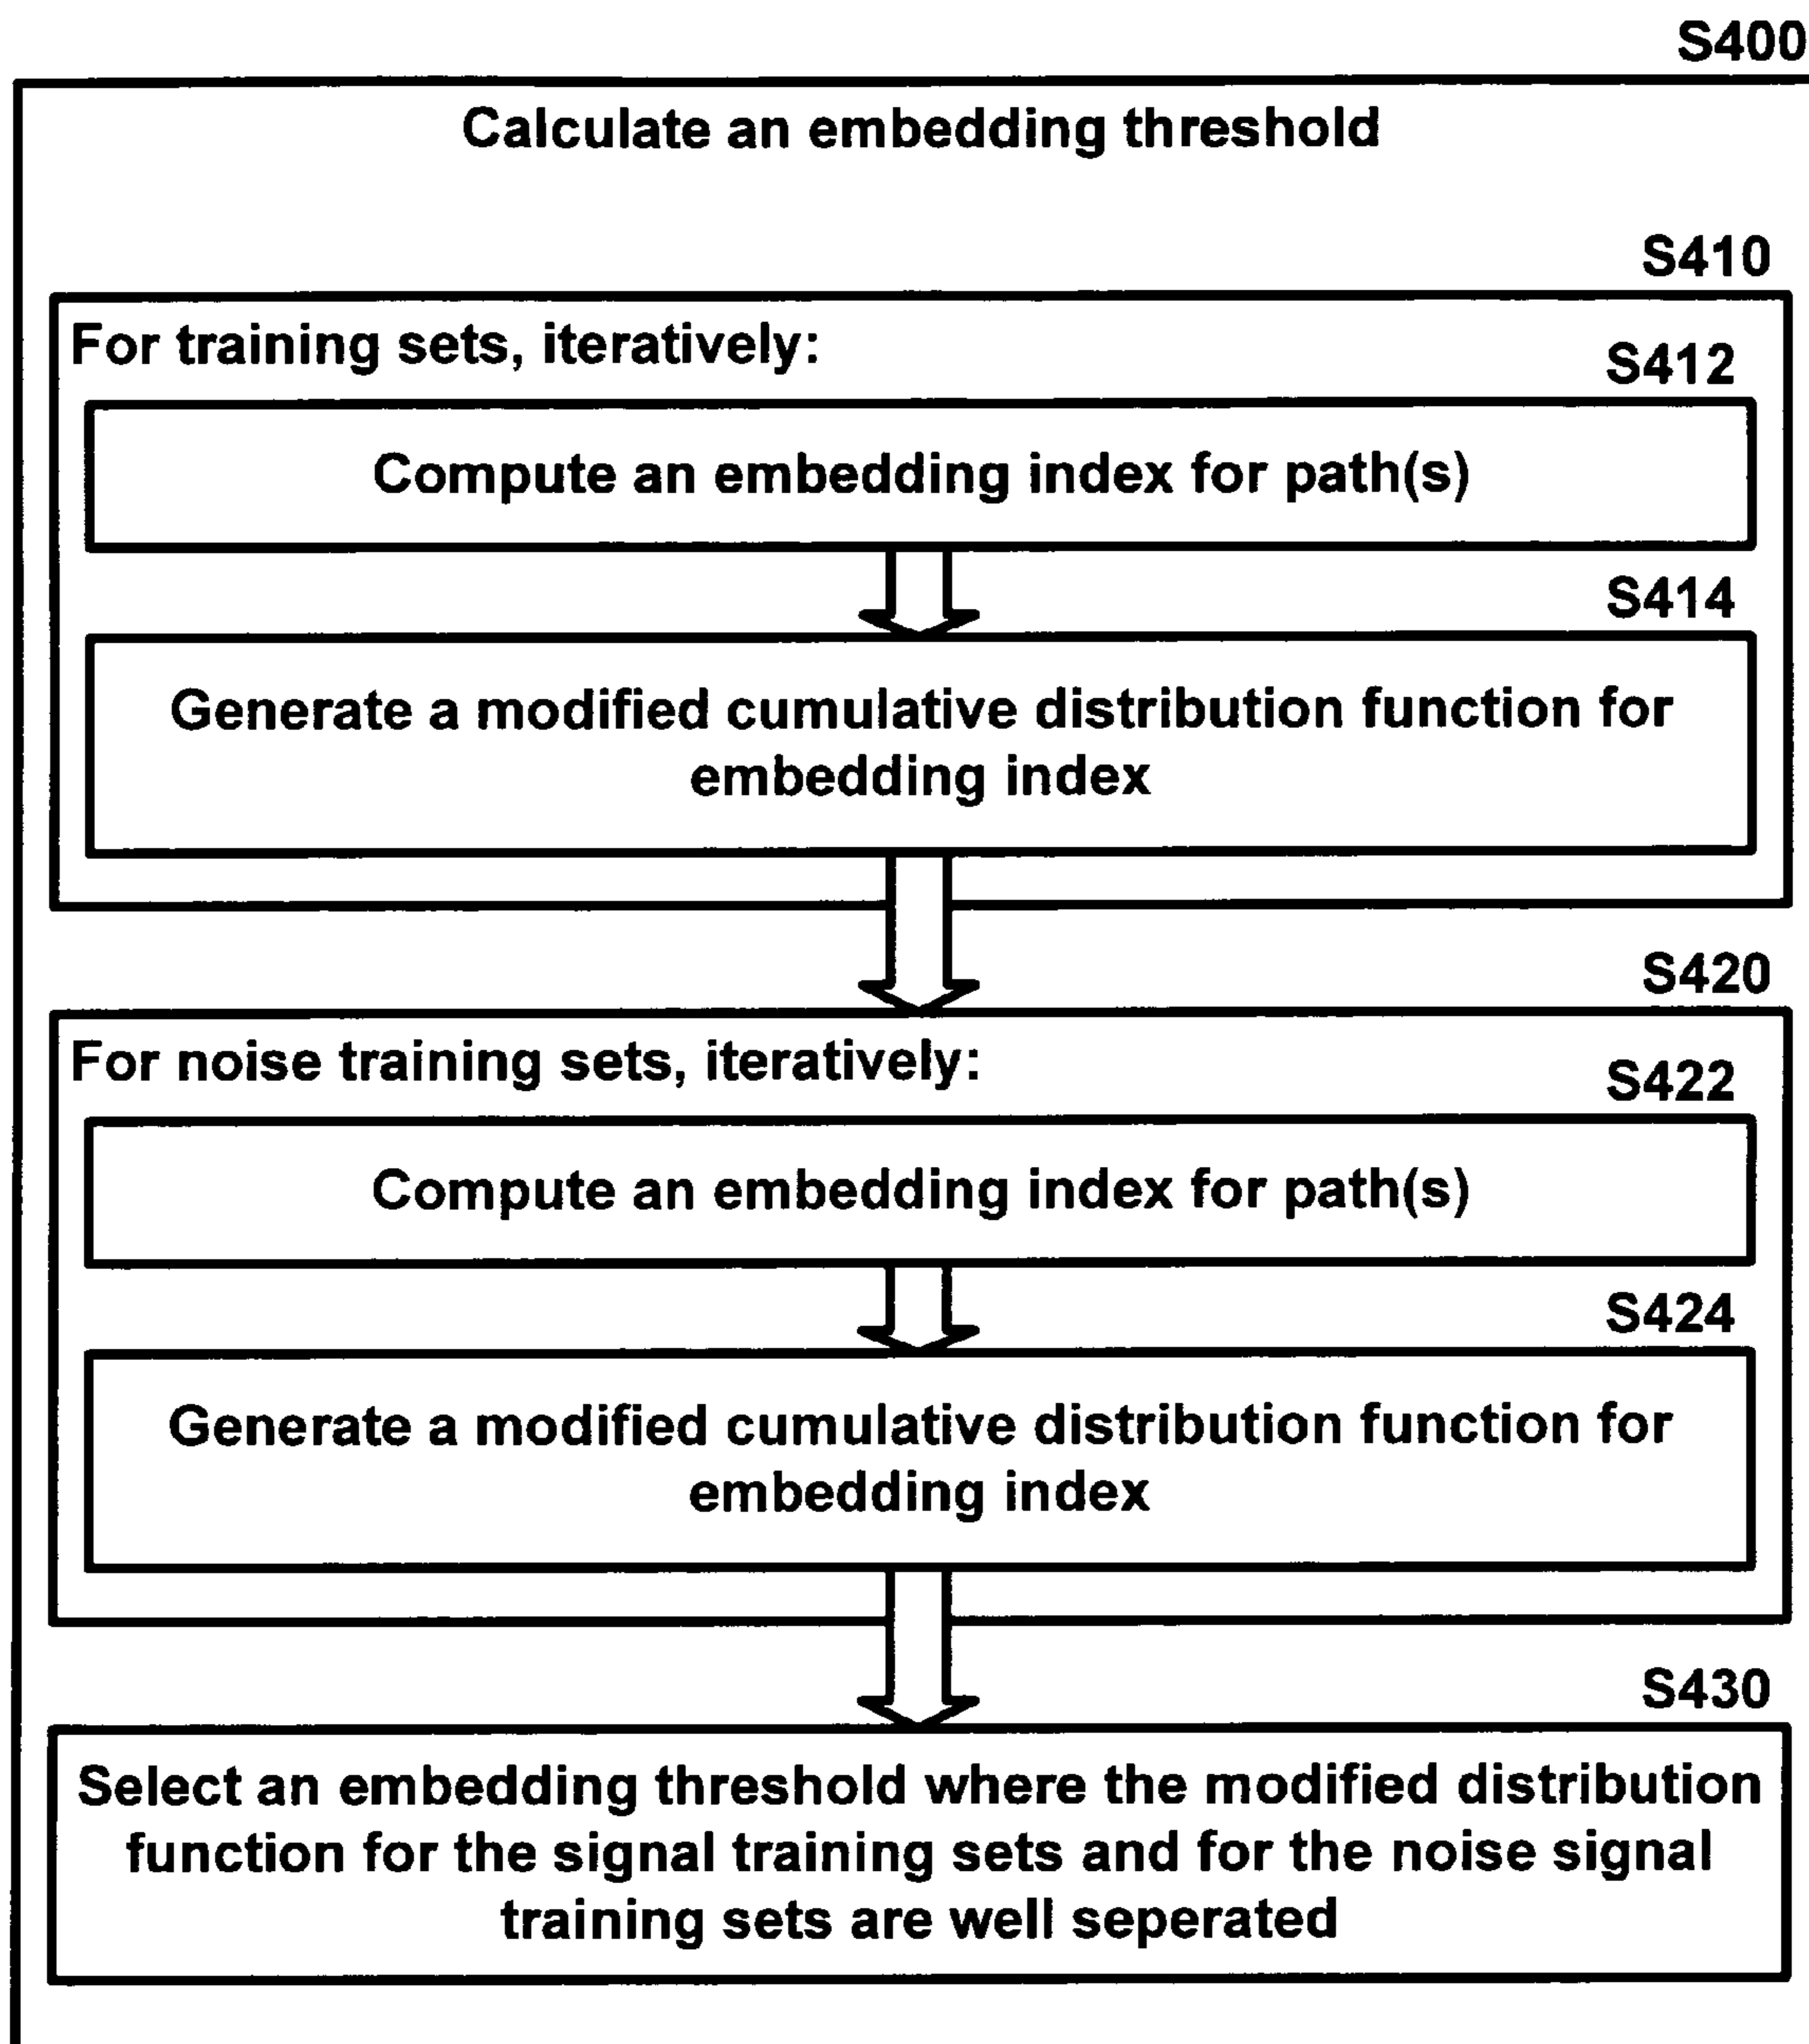 S400
Calculate an embedding threshold
S410
For training sets, iteratively:
S412
Compute an embedding index for path(s)
S414
Generate a modified cumulative distribution function for
embedding index
S420
For noise training sets, iteratively:
S422
Compute an embedding index for path(s)
S424
Generate a modified cumulative distribution function for
embedding index
S430
Select an embedding threshold where the modified distribution
function for the signal training sets and for the noise signal
training sets are well seperated